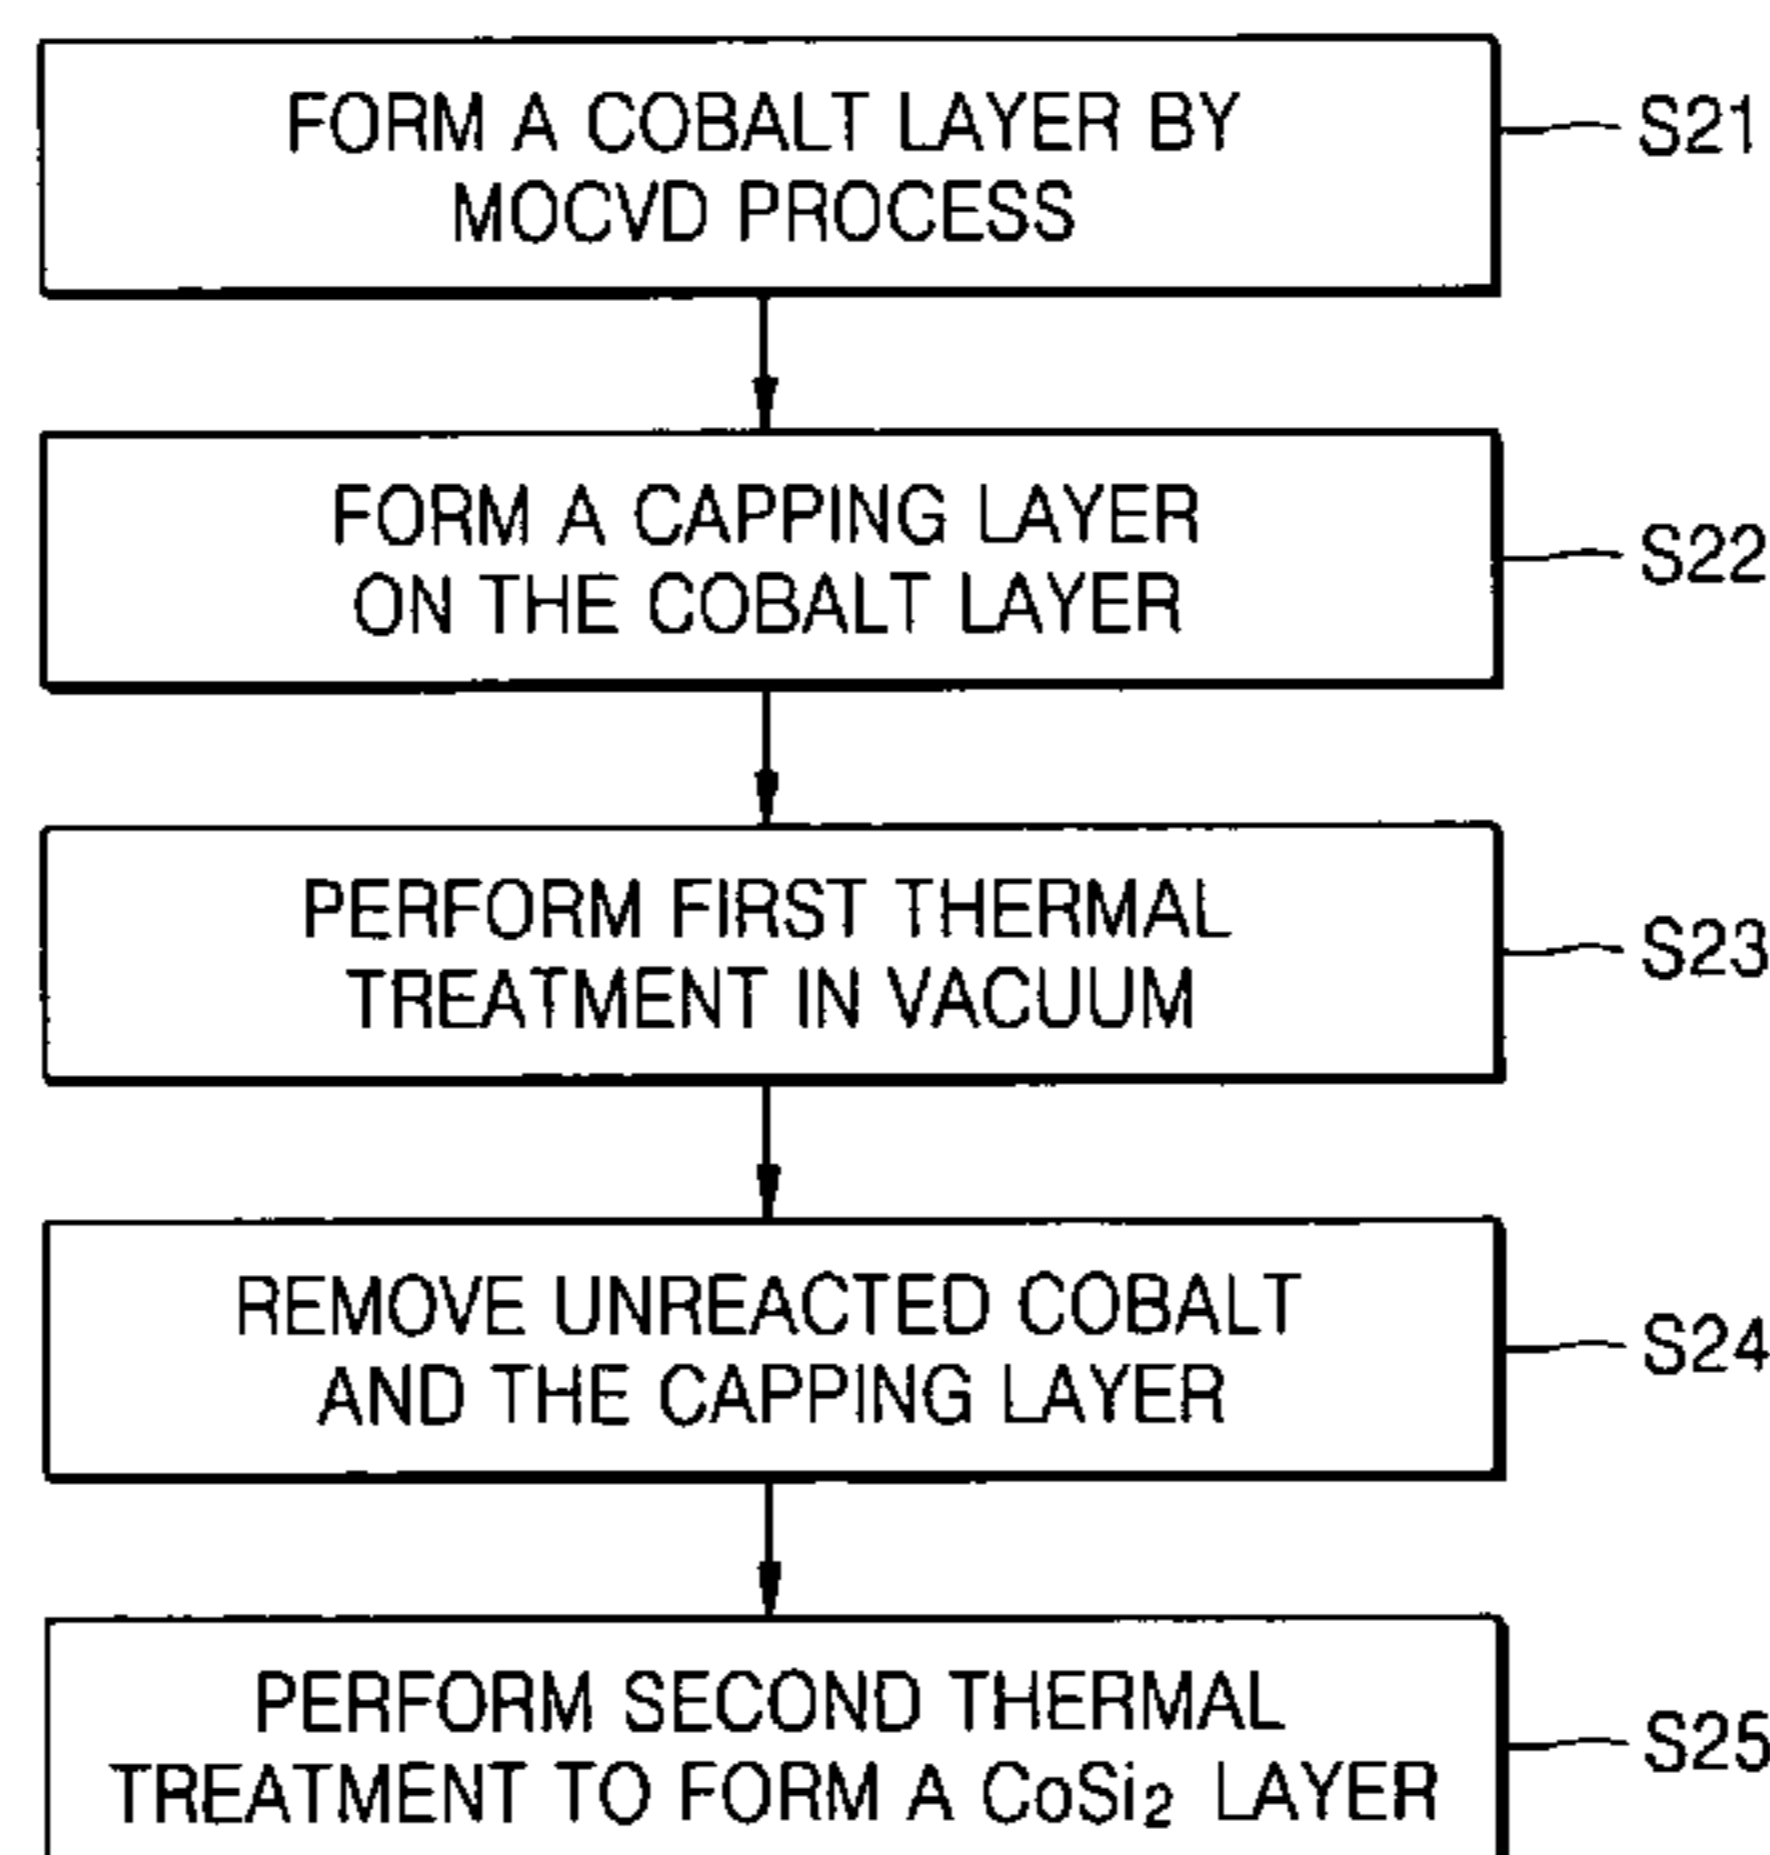 FORM A COBALT LAYER BY
MOCVD PROCESS
S21
FORM A CAPPING LAYER
ON THE COBALT LAYER
S22
PERFORM FIRST THERMAL
TREATMENT IN VACUUM
S23
REMOVE UNREACTED COBALT
AND THE CAPPING LAYER
S24
PERFORM SECOND THERMAL
TREATMENT TO FORM A CoSi₂ LAYER
S25